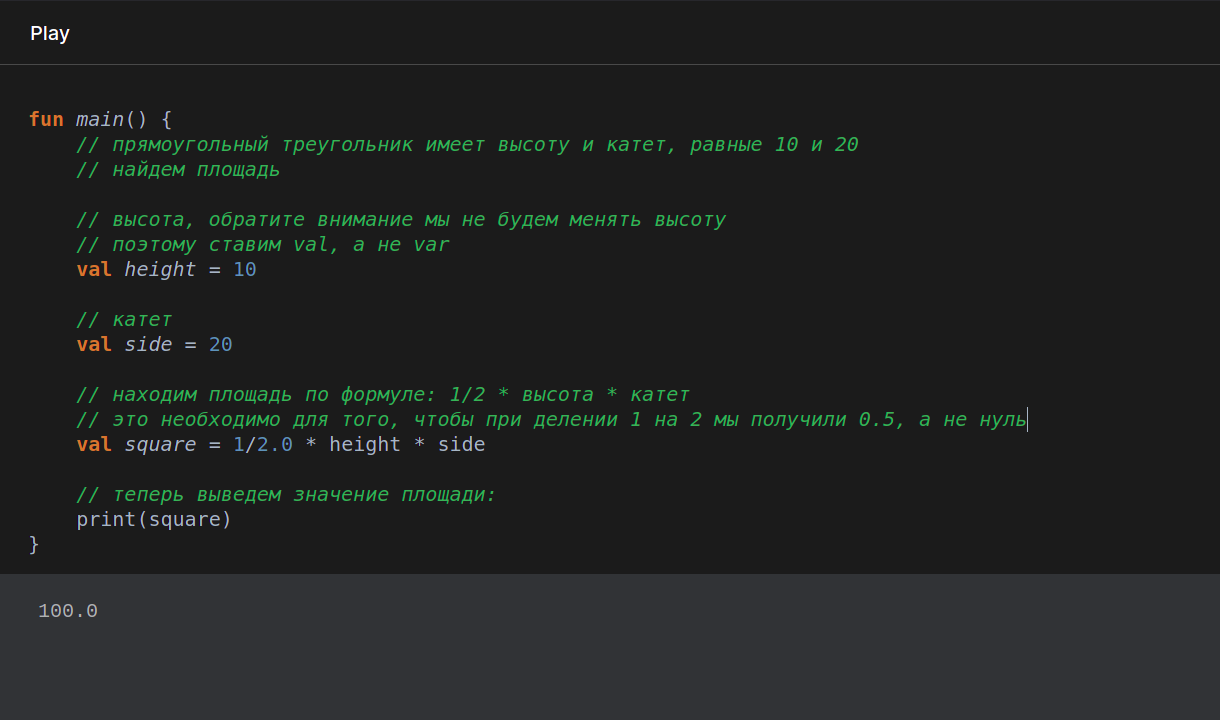 Play
fun main() {
    // прямоугольный треугольник имеет высоту и катет, равные 10 и 20
    // найдем площадь
    // высота, обратите внимание мы не будем менять высоту
    // поэтому ставим val, а не var
    val height = 10
    // катет
    val side = 20
    // находим площадь по формуле: 1/2 * высота * катет
    // это необходимо для того, чтобы при делении 1 на 2 мы получили 0.5, а не нуль
    val square = 1/2.0 * height * side
    // теперь выведем значение площади:
    print(square)
}
100.0